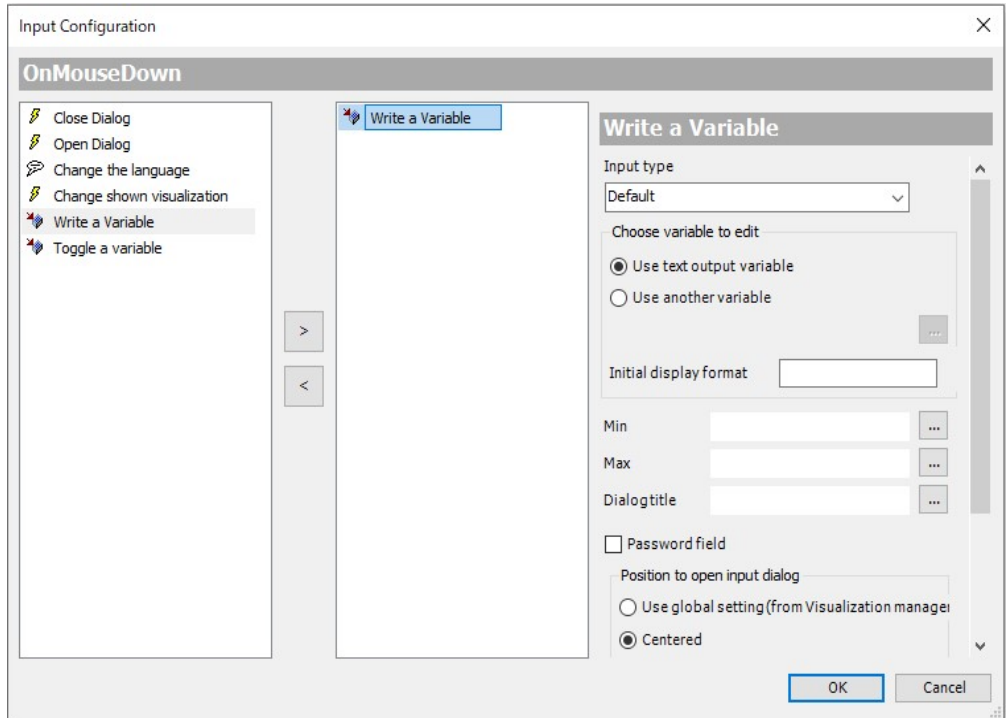 Input Configuration
OnMouseDown
Close Dialog
Open Dialog
Change the language
Change shown visualization
Write a Variable
Toggle a variable
>
<
Write a Variable
Write a Variable
Input type
Default
Choose variable to edit
Use text output variable
Use another variable
...
Initial display format
Min
...
Max
...
Dialogtitle
...
Password field
Position to open input dialog
Use global setting (from Visualization manager
Centered
OK
Cancel